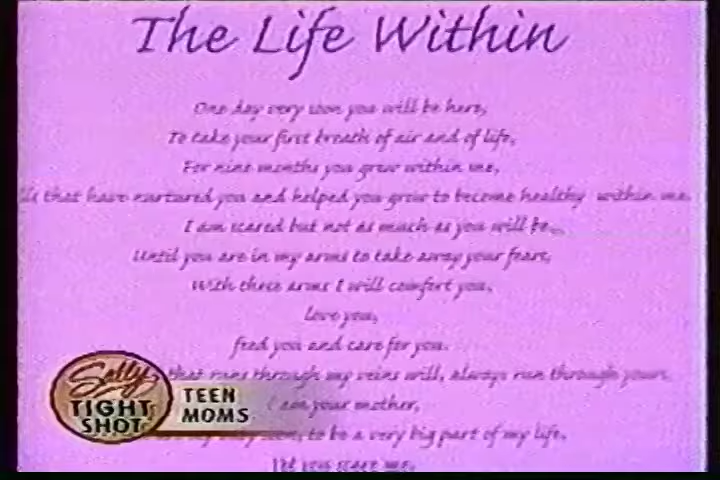 The Life Within
One day very soon you will be here,
To take your first breath of air and of life,
For nine months you grew within me,
that have nurtured you and helped you grow to become healthy within me.
I am scared but not as much as you will be...
Until you are in my arms to take away your fears,
With these arms I will comfort you,
Love you,
feed you and care for you.
that runs through my veins will, always run through yours.
I am your mother,
soon, to be a very big part of my life.
Yet you scare me,
Sally
TIGHT
SHOT
TEEN
MOMS